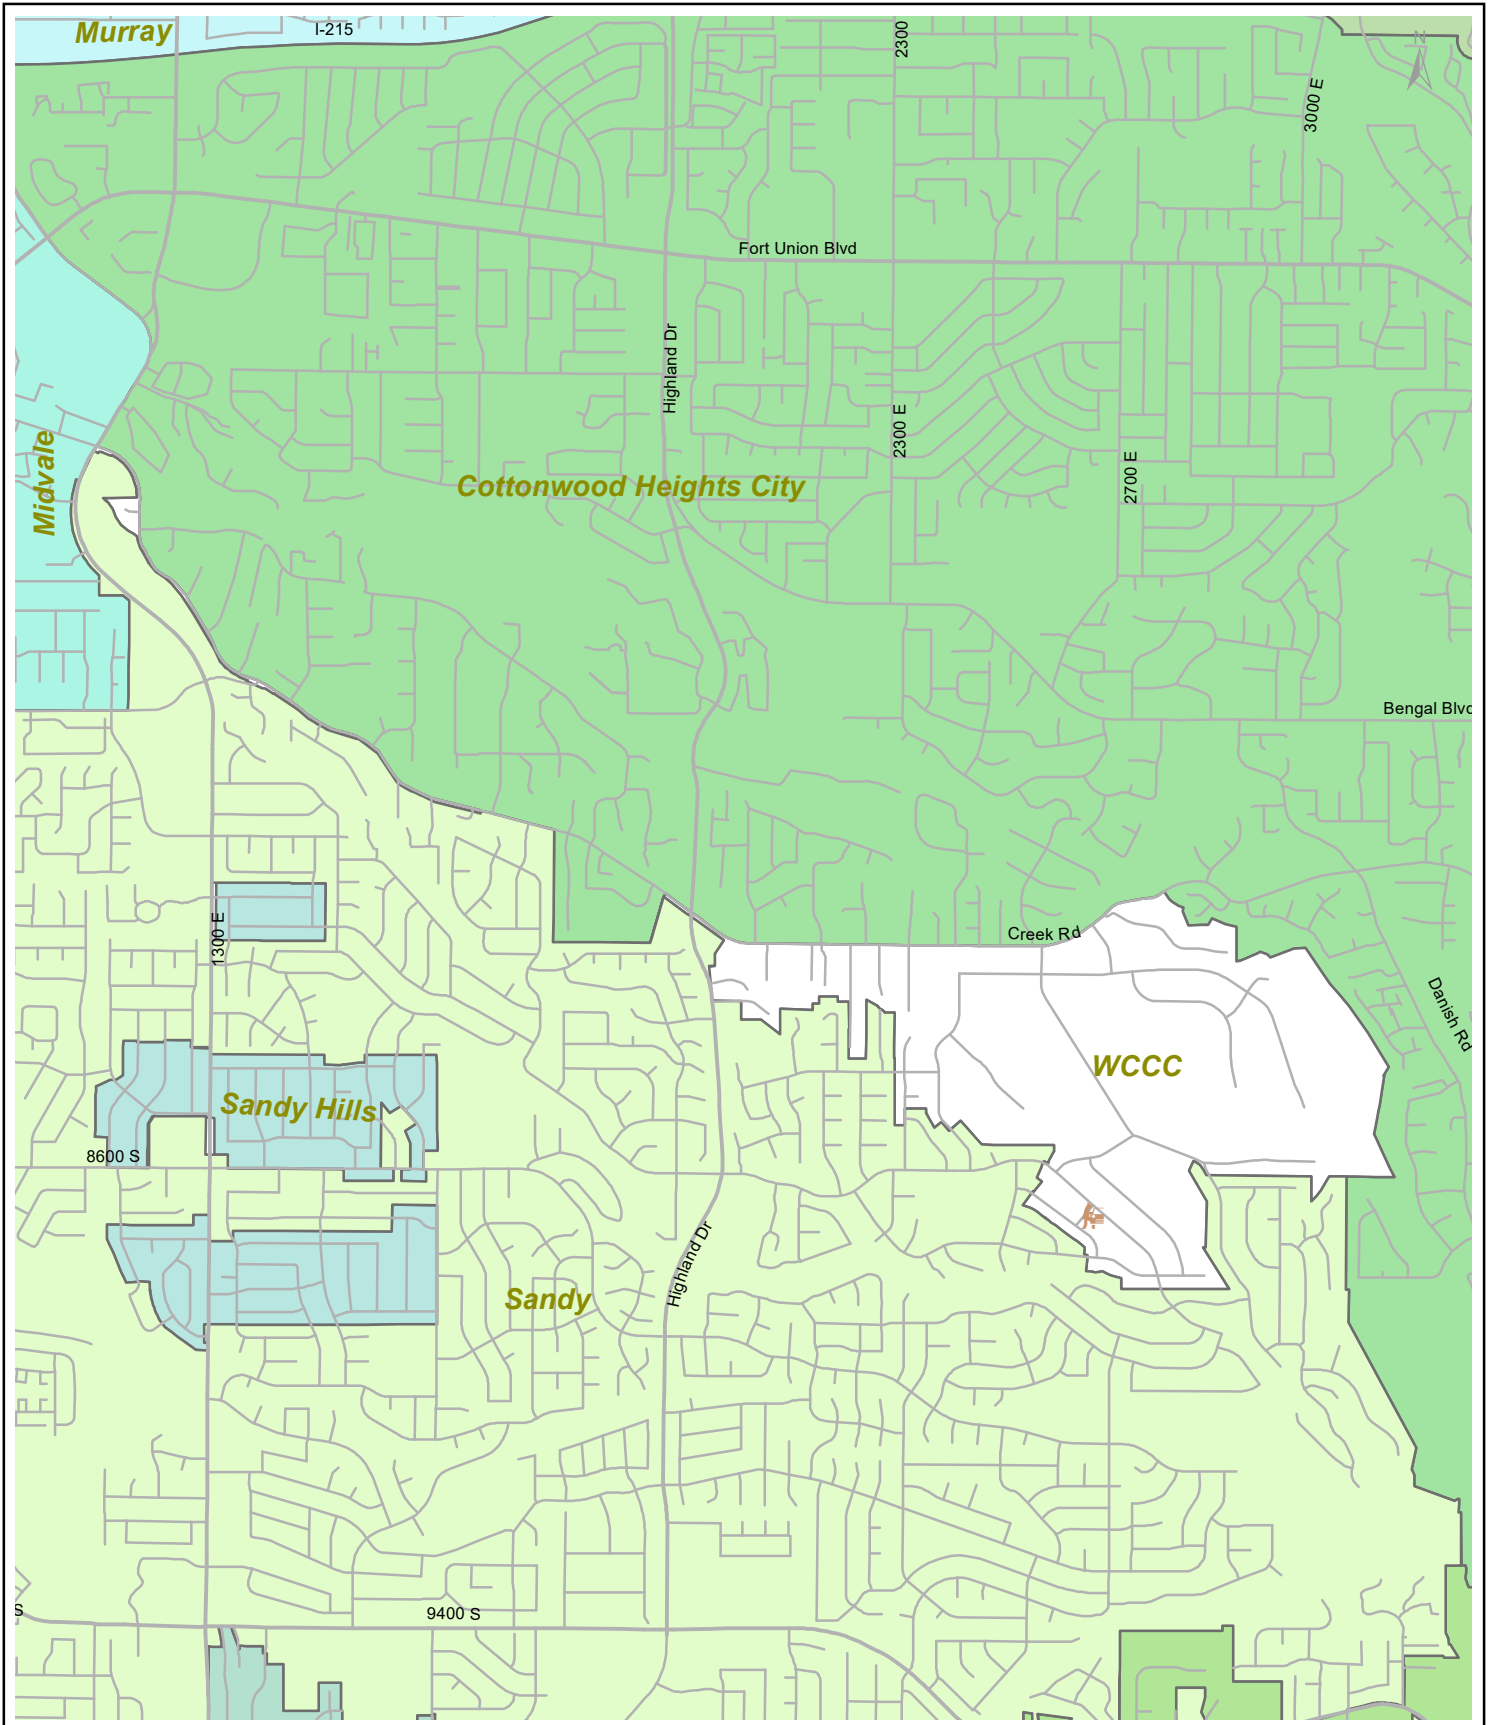 Murray
I-215
2300
N
3000 E
Fort Union Blvd
Highland Dr
2300 E
Midvale
2700 E
Cottonwood Heights City
Bengal Blvd
1300 E
Creek Rd
Danish Rd
WCCC
Sandy Hills
8600 S
Highland Dr
Sandy
S
9400 S